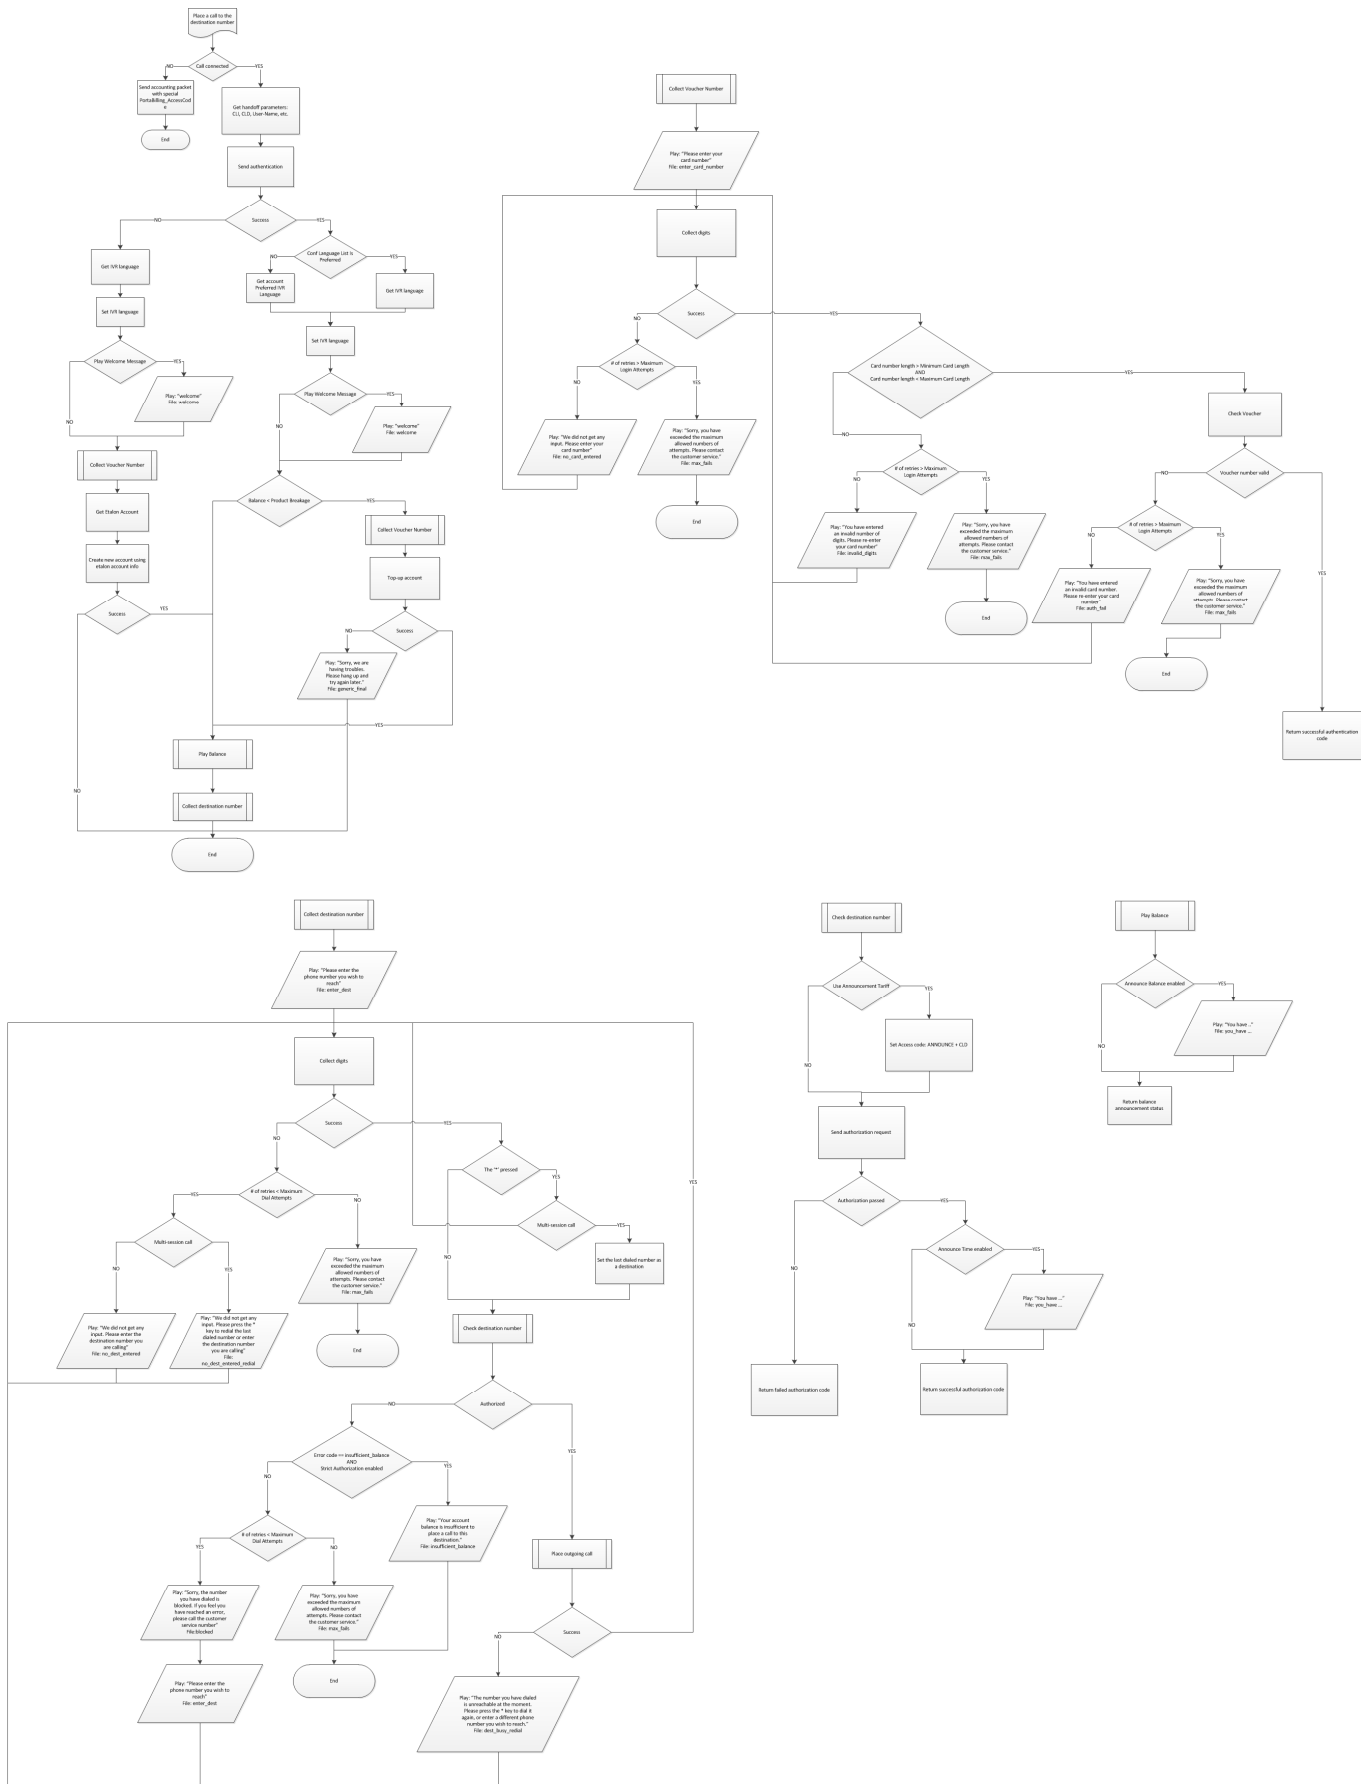 Place a call to the
destination number
Call connected
NO
YES
Send accounting packet
with special
PortaBilling_AccessCod
e
End
Get handoff parameters:
CLI, CLD, User-Name, etc.
Send authentication
Success
NO
YES
Get IVR language
Set IVR language
Play Welcome Message
YES
Play: "welcome"
File: welcome
NO
Collect Voucher Number
Get Etalon Account
Create new account using
etalon account info
Success
YES
NO
Conf Language List is
Preferred
NO
YES
Get account
Preferred IVR
Language
Get IVR language
Set IVR language
Play Welcome Message
YES
Play: "welcome"
File: welcome
NO
Balance < Product Breakage
YES
Collect Voucher Number
Top-up account
Success
NO
Play: "Sorry, we are
having troubles.
Please hang up and
try again later."
File: generic_final
YES
Play Balance
Collect destination number
End
Collect Voucher Number
Play: "Please enter your
card number"
File: enter_card_number
Collect digits
Success
NO
YES
# of retries > Maximum
Login Attempts
NO
YES
Play: "We did not get any
input. Please enter your
card number"
File: no_card_entered
Play: "Sorry, you have
exceeded the maximum
allowed numbers of
attempts. Please contact
the customer service."
File: max_fails
End
Card number length > Minimum Card Length
AND
Card number length < Maximum Card Length
NO
YES
# of retries > Maximum
Login Attempts
NO
YES
Play: "You have entered
an invalid number of
digits. Please re-enter
your card number"
File: invalid_digits
Play: "Sorry, you have
exceeded the maximum
allowed numbers of
attempts. Please contact
the customer service."
File: max_fails
End
Check Voucher
Voucher number valid
NO
YES
# of retries > Maximum
Login Attempts
NO
YES
Play: "You have entered
an invalid card number.
Please re-enter your card
number"
File: auth_fail
Play: "Sorry, you have
exceeded the maximum
allowed numbers of
attempts. Please contact
the customer service."
File: max_fails
End
Return successful authentication
code
Collect destination number
Play: "Please enter the
phone number you wish to
reach"
File: enter_dest
Collect digits
Success
NO
YES
# of retries < Maximum
Dial Attempts
YES
NO
Multi-session call
NO
YES
Play: "We did not get any
input. Please enter the
destination number you
are calling"
File: no_dest_entered
Play: "We did not get any
input. Please press the *
key to redial the last
dialed number or enter
the destination number
you are calling"
File:
no_dest_entered_redial
Play: "Sorry, you have
exceeded the maximum
allowed numbers of
attempts. Please contact
the customer service."
File: max_fails
End
The "*" pressed
YES
NO
Multi-session call
YES
Set the last dialed number as
a destination
Check destination number
Authorized
NO
YES
Error code == insufficient_balance
AND
Strict Authorization enabled
NO
YES
# of retries < Maximum
Dial Attempts
YES
NO
Play: "Your account
balance is insufficient to
place a call to this
destination."
File: insufficient_balance
Play: "Sorry, the number
you have dialed is
blocked. If you feel you
have reached an error,
please call the customer
service number"
File:blocked
Play: "Sorry, you have
exceeded the maximum
allowed numbers of
attempts. Please contact
the customer service."
File: max_fails
End
Play: "Please enter the
phone number you wish to
reach"
File: enter_dest
Place outgoing call
Success
NO
YES
Play: "The number you have dialed
is unreachable at the moment.
Please press the * key to dial it
again, or enter a different phone
number you wish to reach."
File: dest_busy_redial
Check destination number
Use Announcement Tariff
YES
NO
Set Access code: ANNOUNCE + CLD
Send authorization request
Authorization passed
YES
NO
Announce Time enabled
YES
NO
Play: "You have ..."
File: you_have ...
Return failed authorization code
Return successful authorization code
Play Balance
Announce Balance enabled
YES
NO
Play: "You have .."
File: you_have ...
Return balance
announcement status